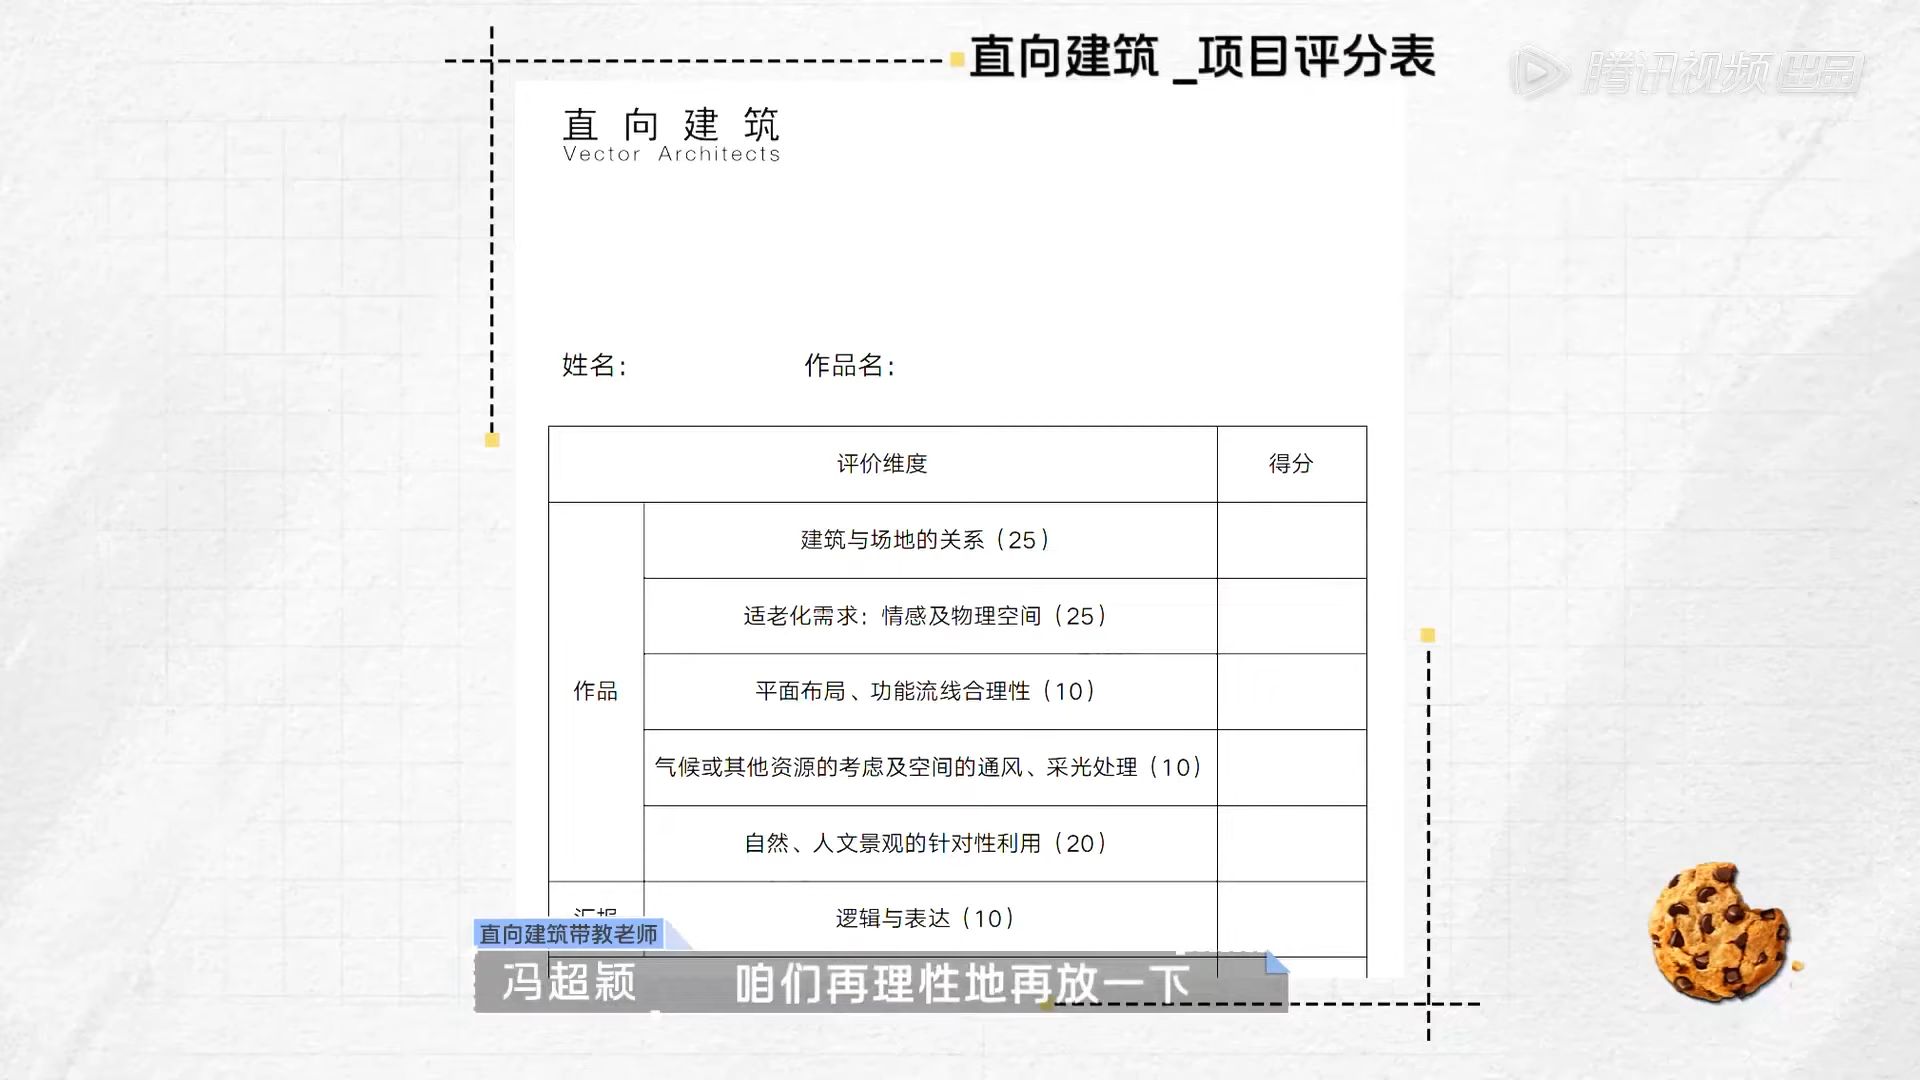 直向建筑_项目评分表
腾讯视频 出品
直向建筑
Vector Architects
姓名:
作品名:
评价维度
得分
作品
建筑与场地的关系（25）
适老化需求：情感及物理空间（25）
平面布局、功能流线合理性（10）
气候或其他资源的考虑及空间的通风、采光处理（10）
自然、人文景观的针对性利用（20）
汇报
逻辑与表达（10）
直向建筑带教老师
冯超颖
咱们再理性地再放一下